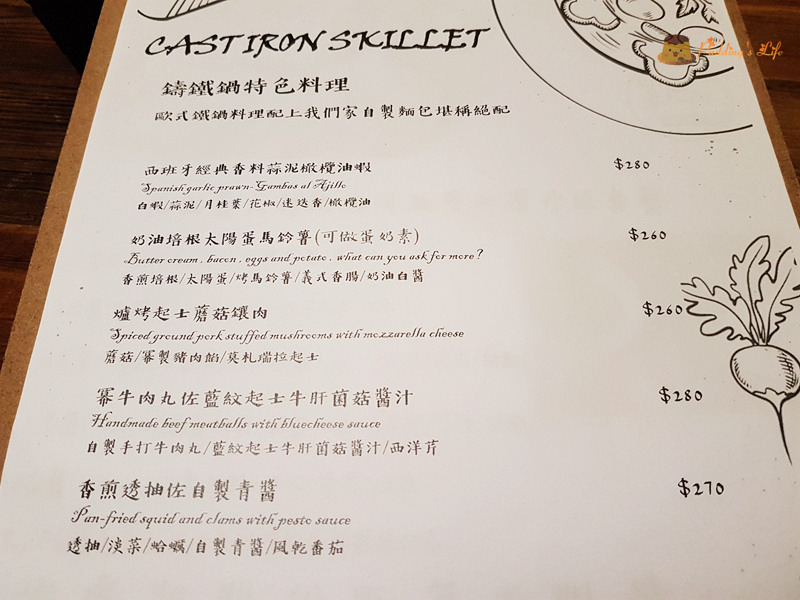 Pudding's Life
CAST IRON SKILLET
鑄鐵鍋特色料理
歐式鐵鍋料理配上我們家自製麵包堪稱絕配
西班牙經典香料蒜泥橄欖油蝦 $280
Spanish garlic prawn-Gambas al Ajillo
白蝦/蒜泥/月桂葉/花椒/迷迭香/橄欖油
奶油培根太陽蛋馬鈴薯(可做蛋奶素) $260
Butter cream, bacon, eggs and potato, what can you ask for more?
香煎培根/太陽蛋/烤馬鈴薯/義式香腸/奶油白醬
爐烤起士蘑菇鑲肉 $260
Spiced ground pork stuffed mushrooms with mozzarella cheese
蘑菇/冪製豬肉餡/莫札瑞拉起士
冪牛肉丸佐藍紋起士牛肝菌菇醬汁 $280
Handmade beef meatballs with bluecheese sauce
自製手打牛肉丸/藍紋起士牛肝菌菇醬汁/西洋芹
香煎透抽佐自製青醬 $270
Pan-fried squid and clams with pesto sauce
透抽/淡菜/蛤蠣/自製青醬/風乾番茄